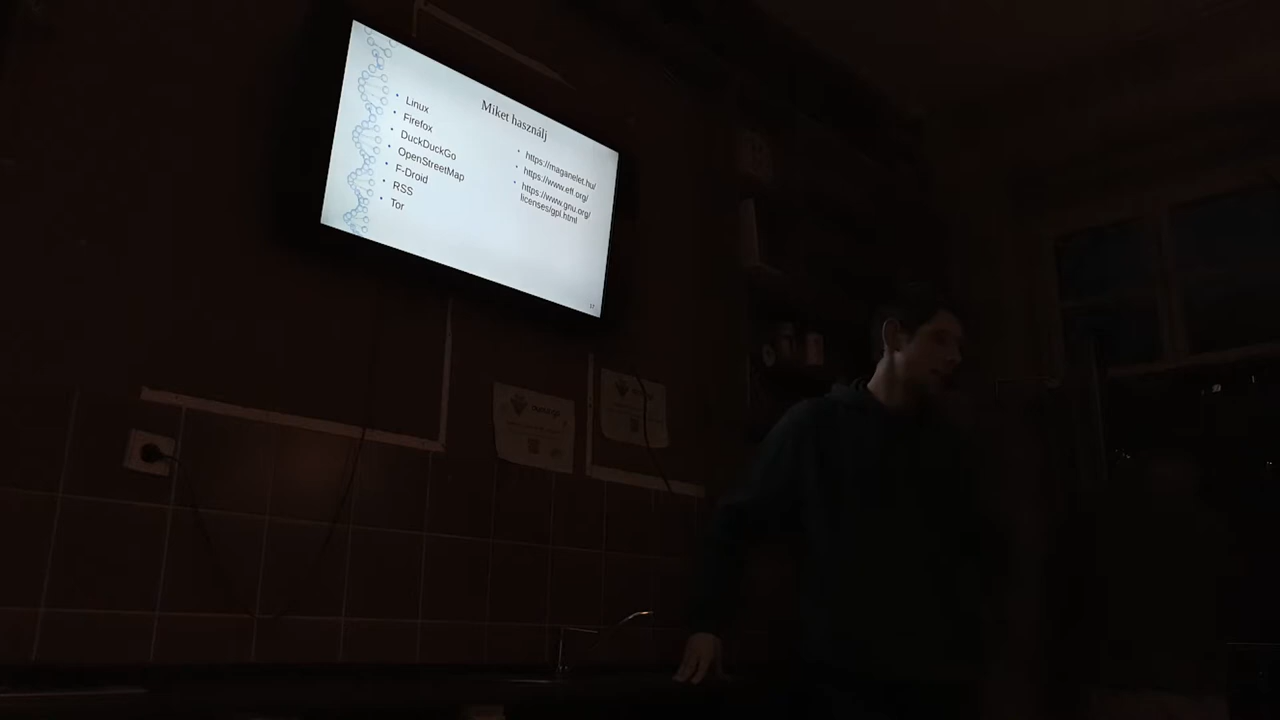 Miket használj
Linux
Firefox
DuckDuckGo
OpenStreetMap
F-Droid
RSS
Tor
https://maganelet.hu/
https://www.eff.org/
https://www.gnu.org/
licenses/gpl.html